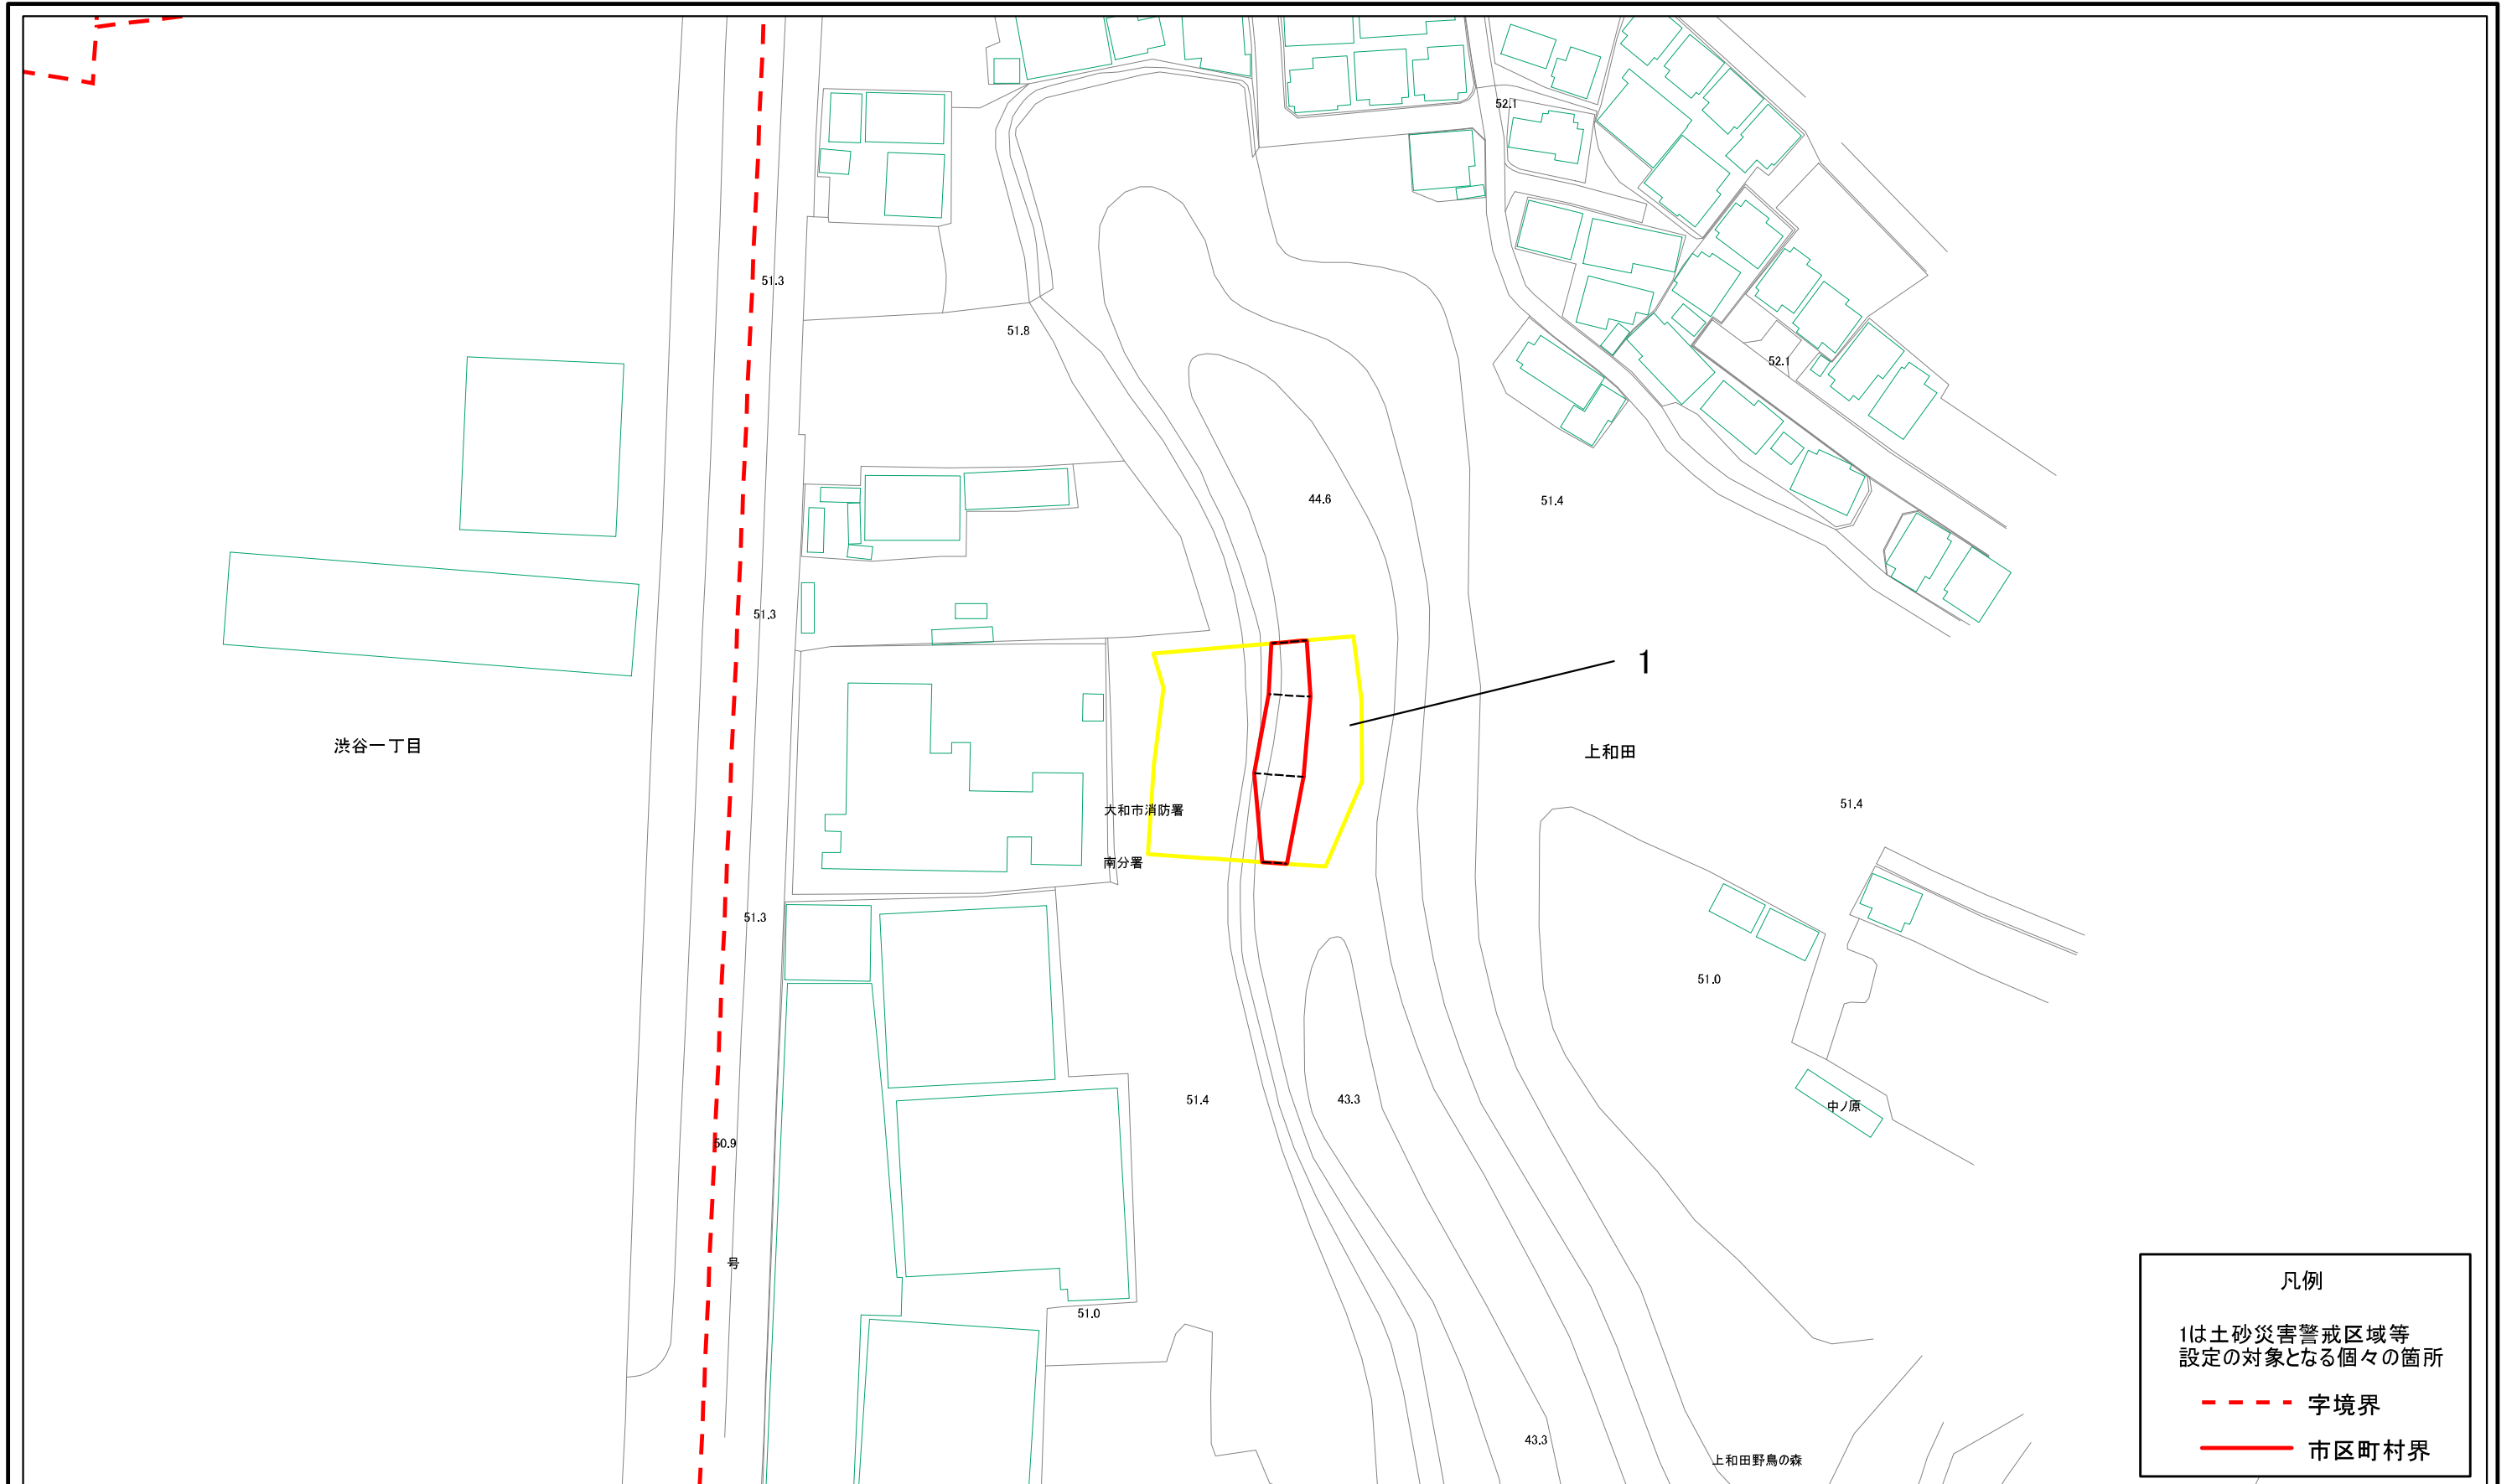 52.1
51.3
51.8
52.1
44.6
51.4
51.3
1
渋谷一丁目
上和田
51.4
大和市消防署
南分署
51.3
51.0
51.4
43.3
中ノ原
50.9
号
51.0
43.3
上和田野鳥の森
凡例
1は土砂災害警戒区域等
設定の対象となる個々の箇所
字境界
市区町村界